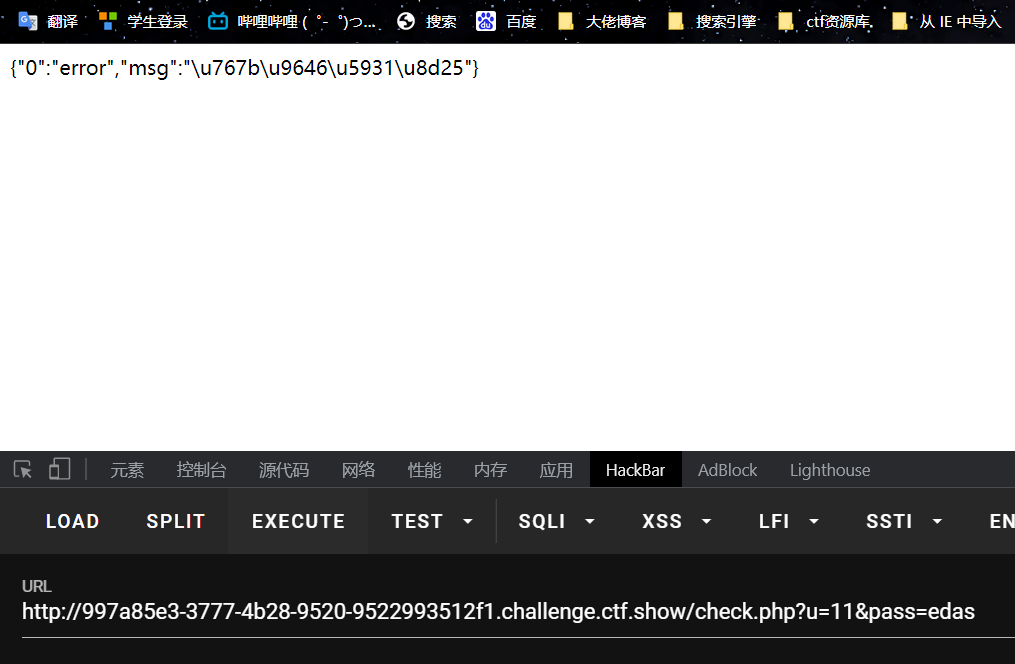 翻译 学生登录 哔哩哔哩 ( ゜- ゜)つ... 搜索 百度 大佬博客 搜索引擎 ctf资源库. 从 IE 中导入
{"0":"error","msg":"\u767b\u9646\u5931\u8d25"}
元素 控制台 源代码 网络 性能 内存 应用 HackBar AdBlock Lighthouse
LOAD SPLIT EXECUTE TEST SQLI XSS LFI SSTI EN
URL
http://997a85e3-3777-4b28-9520-9522993512f1.challenge.ctf.show/check.php?u=11&pass=edas